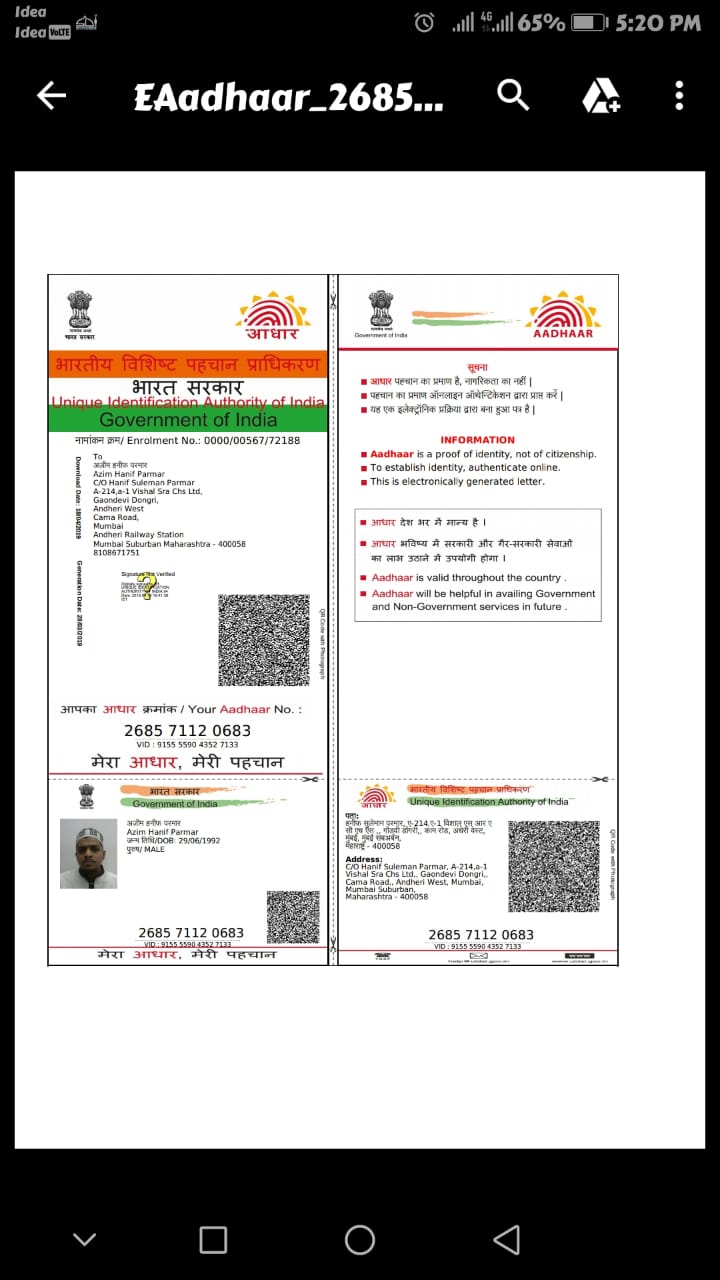 Idea
Idea VoLTE
4G
65%
5:20 PM
EAadhaar_2685...
भारत सरकार
आधार
भारतीय विशिष्ट पहचान प्राधिकरण
भारत सरकार
Unique Identification Authority of India
Government of India
नामांकन क्रम/ Enrolment No.: 0000/00567/72188
Download Date: 18/04/2019
Generation Date: 28/03/2019
To
अज़ीम हनीफ परमार
Azim Hanif Parmar
C/O Hanif Suleman Parmar
A-214,a-1 Vishal Sra Chs Ltd,
Gaondevi Dongri,
Andheri West
Cama Road,
Mumbai
Andheri Railway Station
Mumbai Suburban Maharashtra - 400058
8108671751
Signature Not Verified
QR Code with Photograph
आपका आधार क्रमांक / Your Aadhaar No. :
2685 7112 0683
VID : 9155 5590 4352 7133
मेरा आधार, मेरी पहचान
Government of India
AADHAAR
सूचना
आधार पहचान का प्रमाण है, नागरिकता का नहीं |
पहचान का प्रमाण ऑनलाइन ऑथेन्टिकेशन द्वारा प्राप्त करें |
यह एक इलेक्ट्रॉनिक प्रक्रिया द्वारा बना हुआ पत्र है |
INFORMATION
Aadhaar is a proof of identity, not of citizenship.
To establish identity, authenticate online.
This is electronically generated letter.
आधार देश भर में मान्य है ।
आधार भविष्य में सरकारी और गैर-सरकारी सेवाओं
का लाभ उठाने में उपयोगी होगा ।
Aadhaar is valid throughout the country .
Aadhaar will be helpful in availing Government
and Non-Government services in future .
भारत सरकार
Government of India
अज़ीम हनीफ परमार
Azim Hanif Parmar
जन्म तिथि/DOB: 29/06/1992
पुरुष/ MALE
2685 7112 0683
VID : 9155 5590 4352 7133
मेरा आधार, मेरी पहचान
आधार
भारतीय विशिष्ट पहचान प्राधिकरण
Unique Identification Authority of India
पता:
हनीफ सुलेमान परमार, ए-214,ए-1 विशाल एस आर ए
सी एच एस ,, गाँडवी डोंगरी,, काम रोड, अंधेरी वेस्ट,
मुंबई, मुंबई सबअर्बन,
महाराष्ट्र - 400058
Address:
C/O Hanif Suleman Parmar, A-214,a-1
Vishal Sra Chs Ltd,, Gaondevi Dongri,,
Cama Road,, Andheri West, Mumbai,
Mumbai Suburban,
Maharashtra - 400058
QR Code with Photograph
2685 7112 0683
VID : 9155 5590 4352 7133